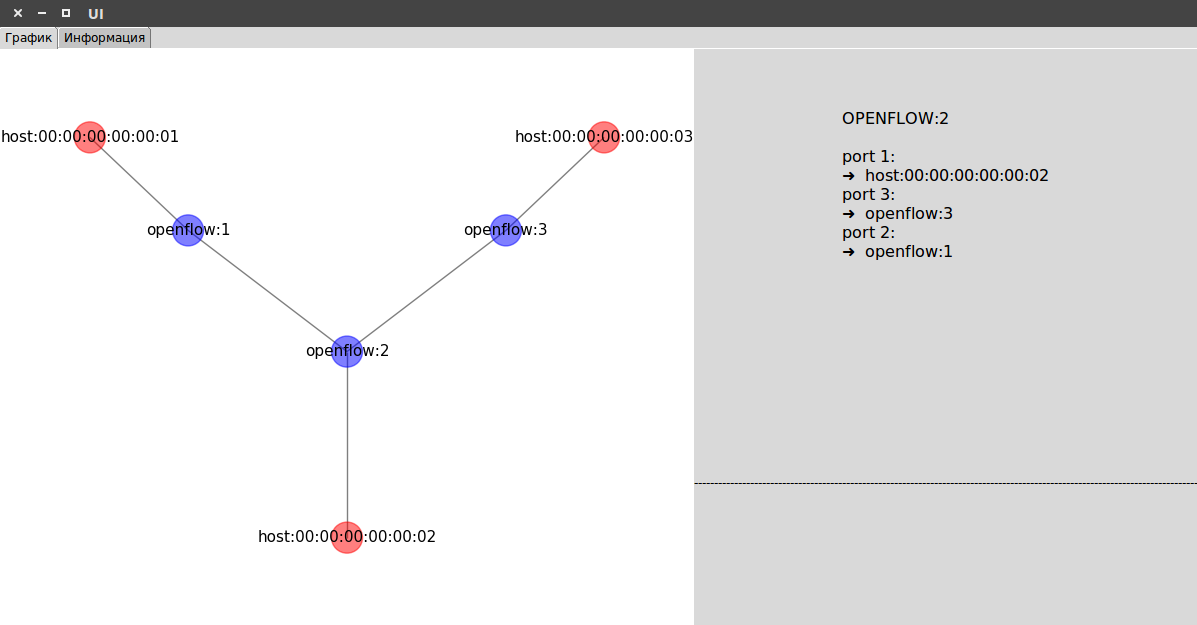 UI
График
Информация
host:00:00:00:00:00:01
host:00:00:00:00:00:03
openflow:1
openflow:3
openflow:2
host:00:00:00:00:00:02
OPENFLOW:2
port 1:
➜ host:00:00:00:00:00:02
port 3:
➜ openflow:3
port 2:
➜ openflow:1